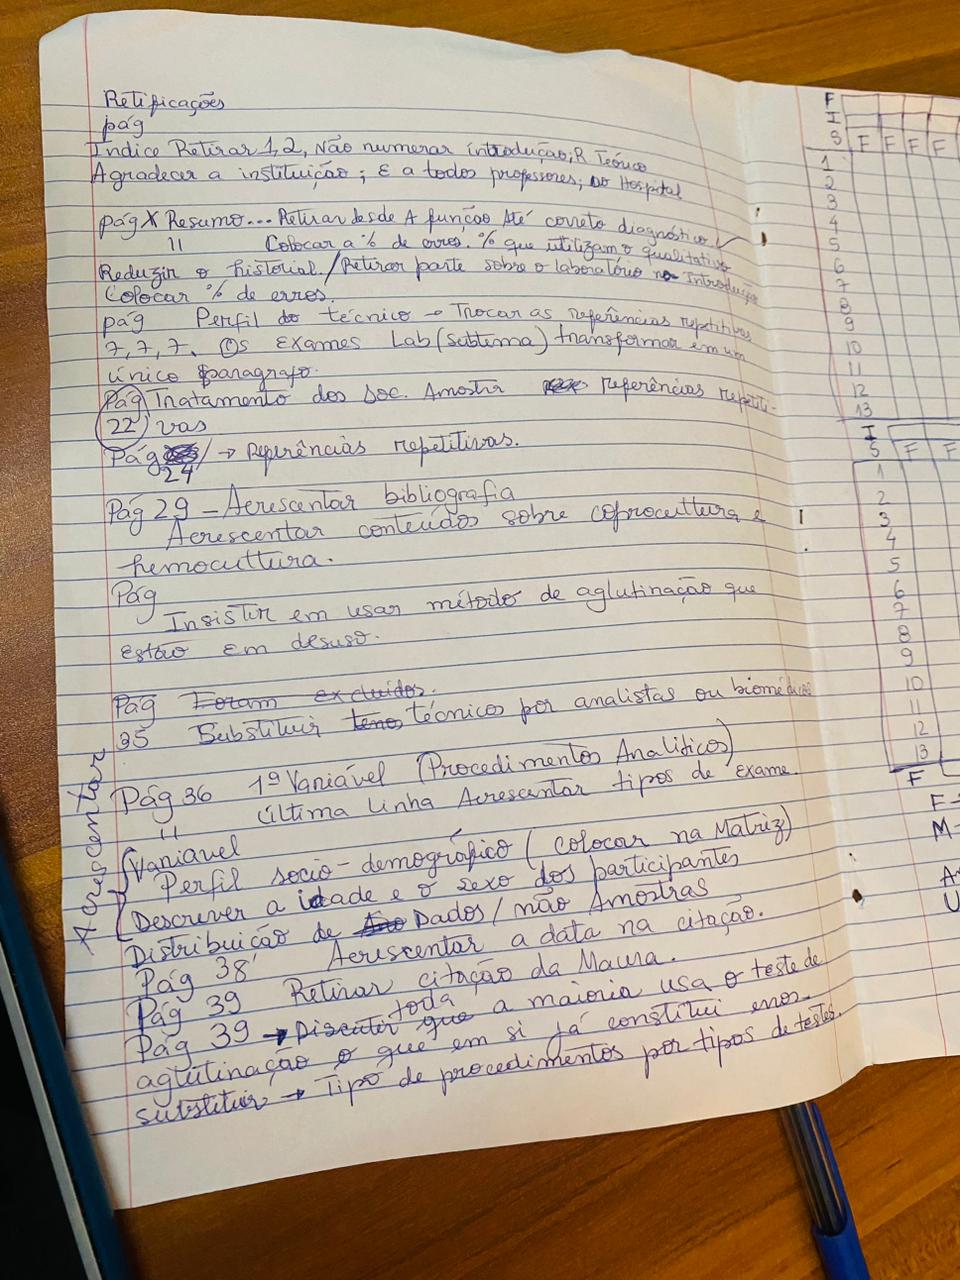 Retificações
pág
Indice Retirar 1, 2, Não numerar introdução, R. Teórico
Agradecer a instituição; E a todos professores; Ao Hospital
pág X Resumo... Retirar desde A função Até correto diagnóstico
11 Colocar a % de erros. % que utilizam o qualitativo
Reduzir o historial. / Retirar parte sobre o laboratório na Introdução
Colocar % de erros.
pág Perfil do técnico → Trocar as referências repetitivas
7, 7, 7. Os Exames Lab (subtema) transformar em um
único paragrafo.
Pág Tratamento dos Soc. Amostr referências repetiti-
22 vas
Pág 24 → Referências repetitivas.
Pág 29 - Acrescentar bibliografia
Acrescentar conteúdos sobre coprocultura e
hemocultura.
Pág
Insistir em usar método de aglutinação que
estão em desuso.
Pág Foram excluidos.
35 Substituir técnicos por analistas ou biomédicos
Pág 36 1ª Variável (Procedimentos Analiticos)
11 última linha Acrescentar tipos de exame.
Acrescentar
Variavel
Perfil socio-demográfico (colocar na Matriz)
Descrever a idade e o sexo dos participantes
Distribuição de Dados / não Amostras
Pág 38 Acrescentar a data na citação.
Pág 39 Retirar citação da Maura.
Pág 39 → Discutir toda que a maioria usa o teste de
aglutinação o que em si já constitui erro.
substituir → Tipo de procedimentos por tipos de testes.
F
I
S F F F F
1
2
3
4
5
6
7
8
9
10
11
12
13
I
S F F
1
2
3
4
5
6
7
8
9
10
11
12
13
F
F
M
A
U